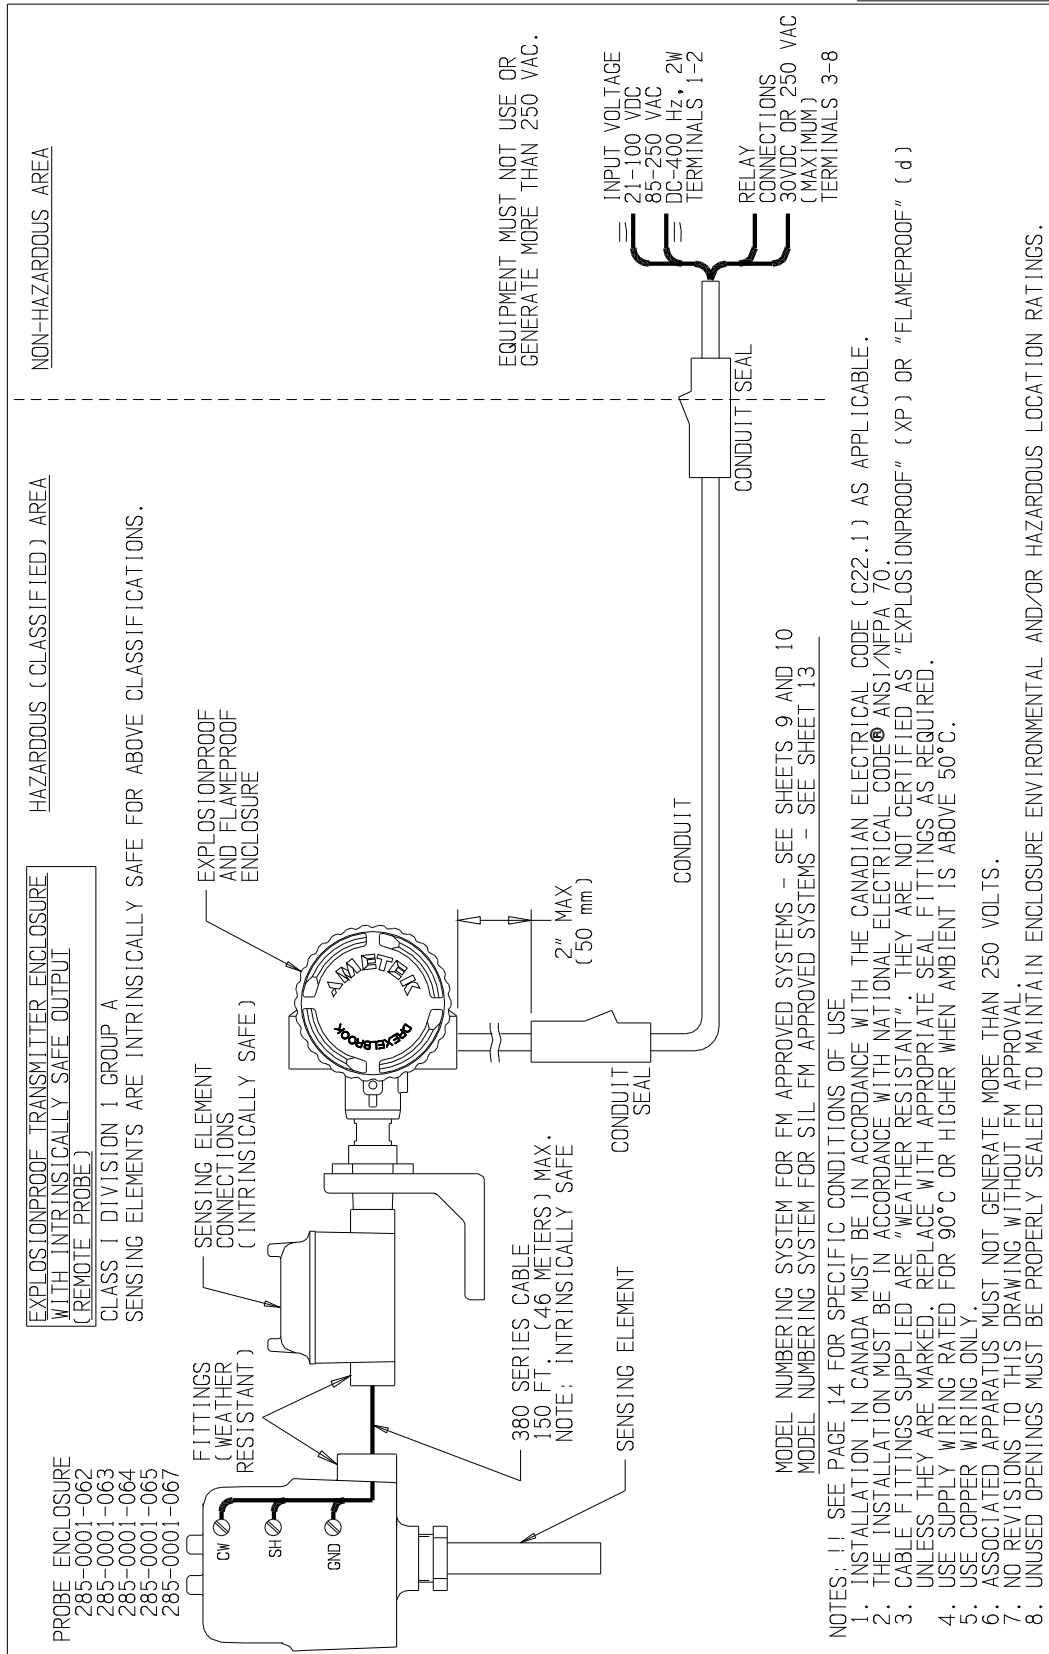 HAZARDOUS (CLASSIFIED) AREA
NON-HAZARDOUS AREA
EXPLOSIONPROOF TRANSMITTER ENCLOSURE
WITH INTRINSICALLY SAFE OUTPUT
(REMOTE PROBE)
CLASS I DIVISION 1 GROUP A
SENSING ELEMENTS ARE INTRINSICALLY SAFE FOR ABOVE CLASSIFICATIONS.
PROBE ENCLOSURE
285-0001-062
285-0001-063
285-0001-064
285-0001-065
285-0001-067
FITTINGS
(WEATHER
RESISTANT)
SENSING ELEMENT
CONNECTIONS
(INTRINSICALLY SAFE)
EXPLOSIONPROOF
AND FLAMEPROOF
ENCLOSURE
CW
SH
GND
AMETEK
DREXELBROOK
EQUIPMENT MUST NOT USE OR
GENERATE MORE THAN 250 VAC.
INPUT VOLTAGE
21-100 VDC
85-250 VAC
DC-400 Hz, 2W
TERMINALS 1-2
RELAY
CONNECTIONS
30VDC OR 250 VAC
(MAXIMUM)
TERMINALS 3-8
380 SERIES CABLE
150 FT. (46 METERS) MAX.
NOTE: INTRINSICALLY SAFE
SENSING ELEMENT
2" MAX
(50 mm)
CONDUIT
SEAL
CONDUIT
CONDUIT SEAL
MODEL NUMBERING SYSTEM FOR FM APPROVED SYSTEMS - SEE SHEETS 9 AND 10
MODEL NUMBERING SYSTEM FOR SIL FM APPROVED SYSTEMS - SEE SHEET 13
NOTES: !! SEE PAGE 14 FOR SPECIFIC CONDITIONS OF USE
1. INSTALLATION IN CANADA MUST BE IN ACCORDANCE WITH THE CANADIAN ELECTRICAL CODE (C22.1) AS APPLICABLE.
2. THE INSTALLATION MUST BE IN ACCORDANCE WITH NATIONAL ELECTRICAL CODE® ANSI/NFPA 70.
3. CABLE FITTINGS SUPPLIED ARE "WEATHER RESISTANT". THEY ARE NOT CERTIFIED AS "EXPLOSIONPROOF" (XP) OR "FLAMEPROOF" (d)
UNLESS THEY ARE MARKED. REPLACE WITH APPROPRIATE SEAL FITTINGS AS REQUIRED.
4. USE SUPPLY WIRING RATED FOR 90°C OR HIGHER WHEN AMBIENT IS ABOVE 50°C.
5. USE COPPER WIRING ONLY.
6. ASSOCIATED APPARATUS MUST NOT GENERATE MORE THAN 250 VOLTS.
7. NO REVISIONS TO THIS DRAWING WITHOUT FM APPROVAL.
8. UNUSED OPENINGS MUST BE PROPERLY SEALED TO MAINTAIN ENCLOSURE ENVIRONMENTAL AND/OR HAZARDOUS LOCATION RATINGS.